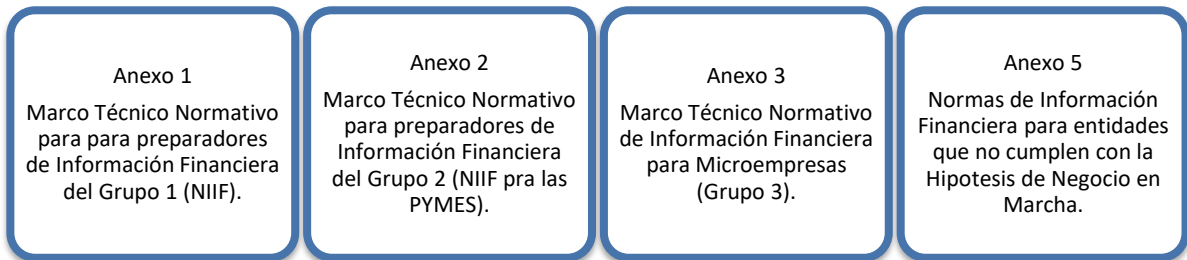 Anexo 1
Marco Técnico Normativo
para para preparadores
de Información Financiera
del Grupo 1 (NIIF).
Anexo 2
Marco Técnico Normativo
para preparadores de
Información Financiera
del Grupo 2 (NIIF pra las
PYMES).
Anexo 3
Marco Técnico Normativo
de Información Financiera
para Microempresas
(Grupo 3).
Anexo 5
Normas de Información
Financiera para entidades
que no cumplen con la
Hipotesis de Negocio en
Marcha.